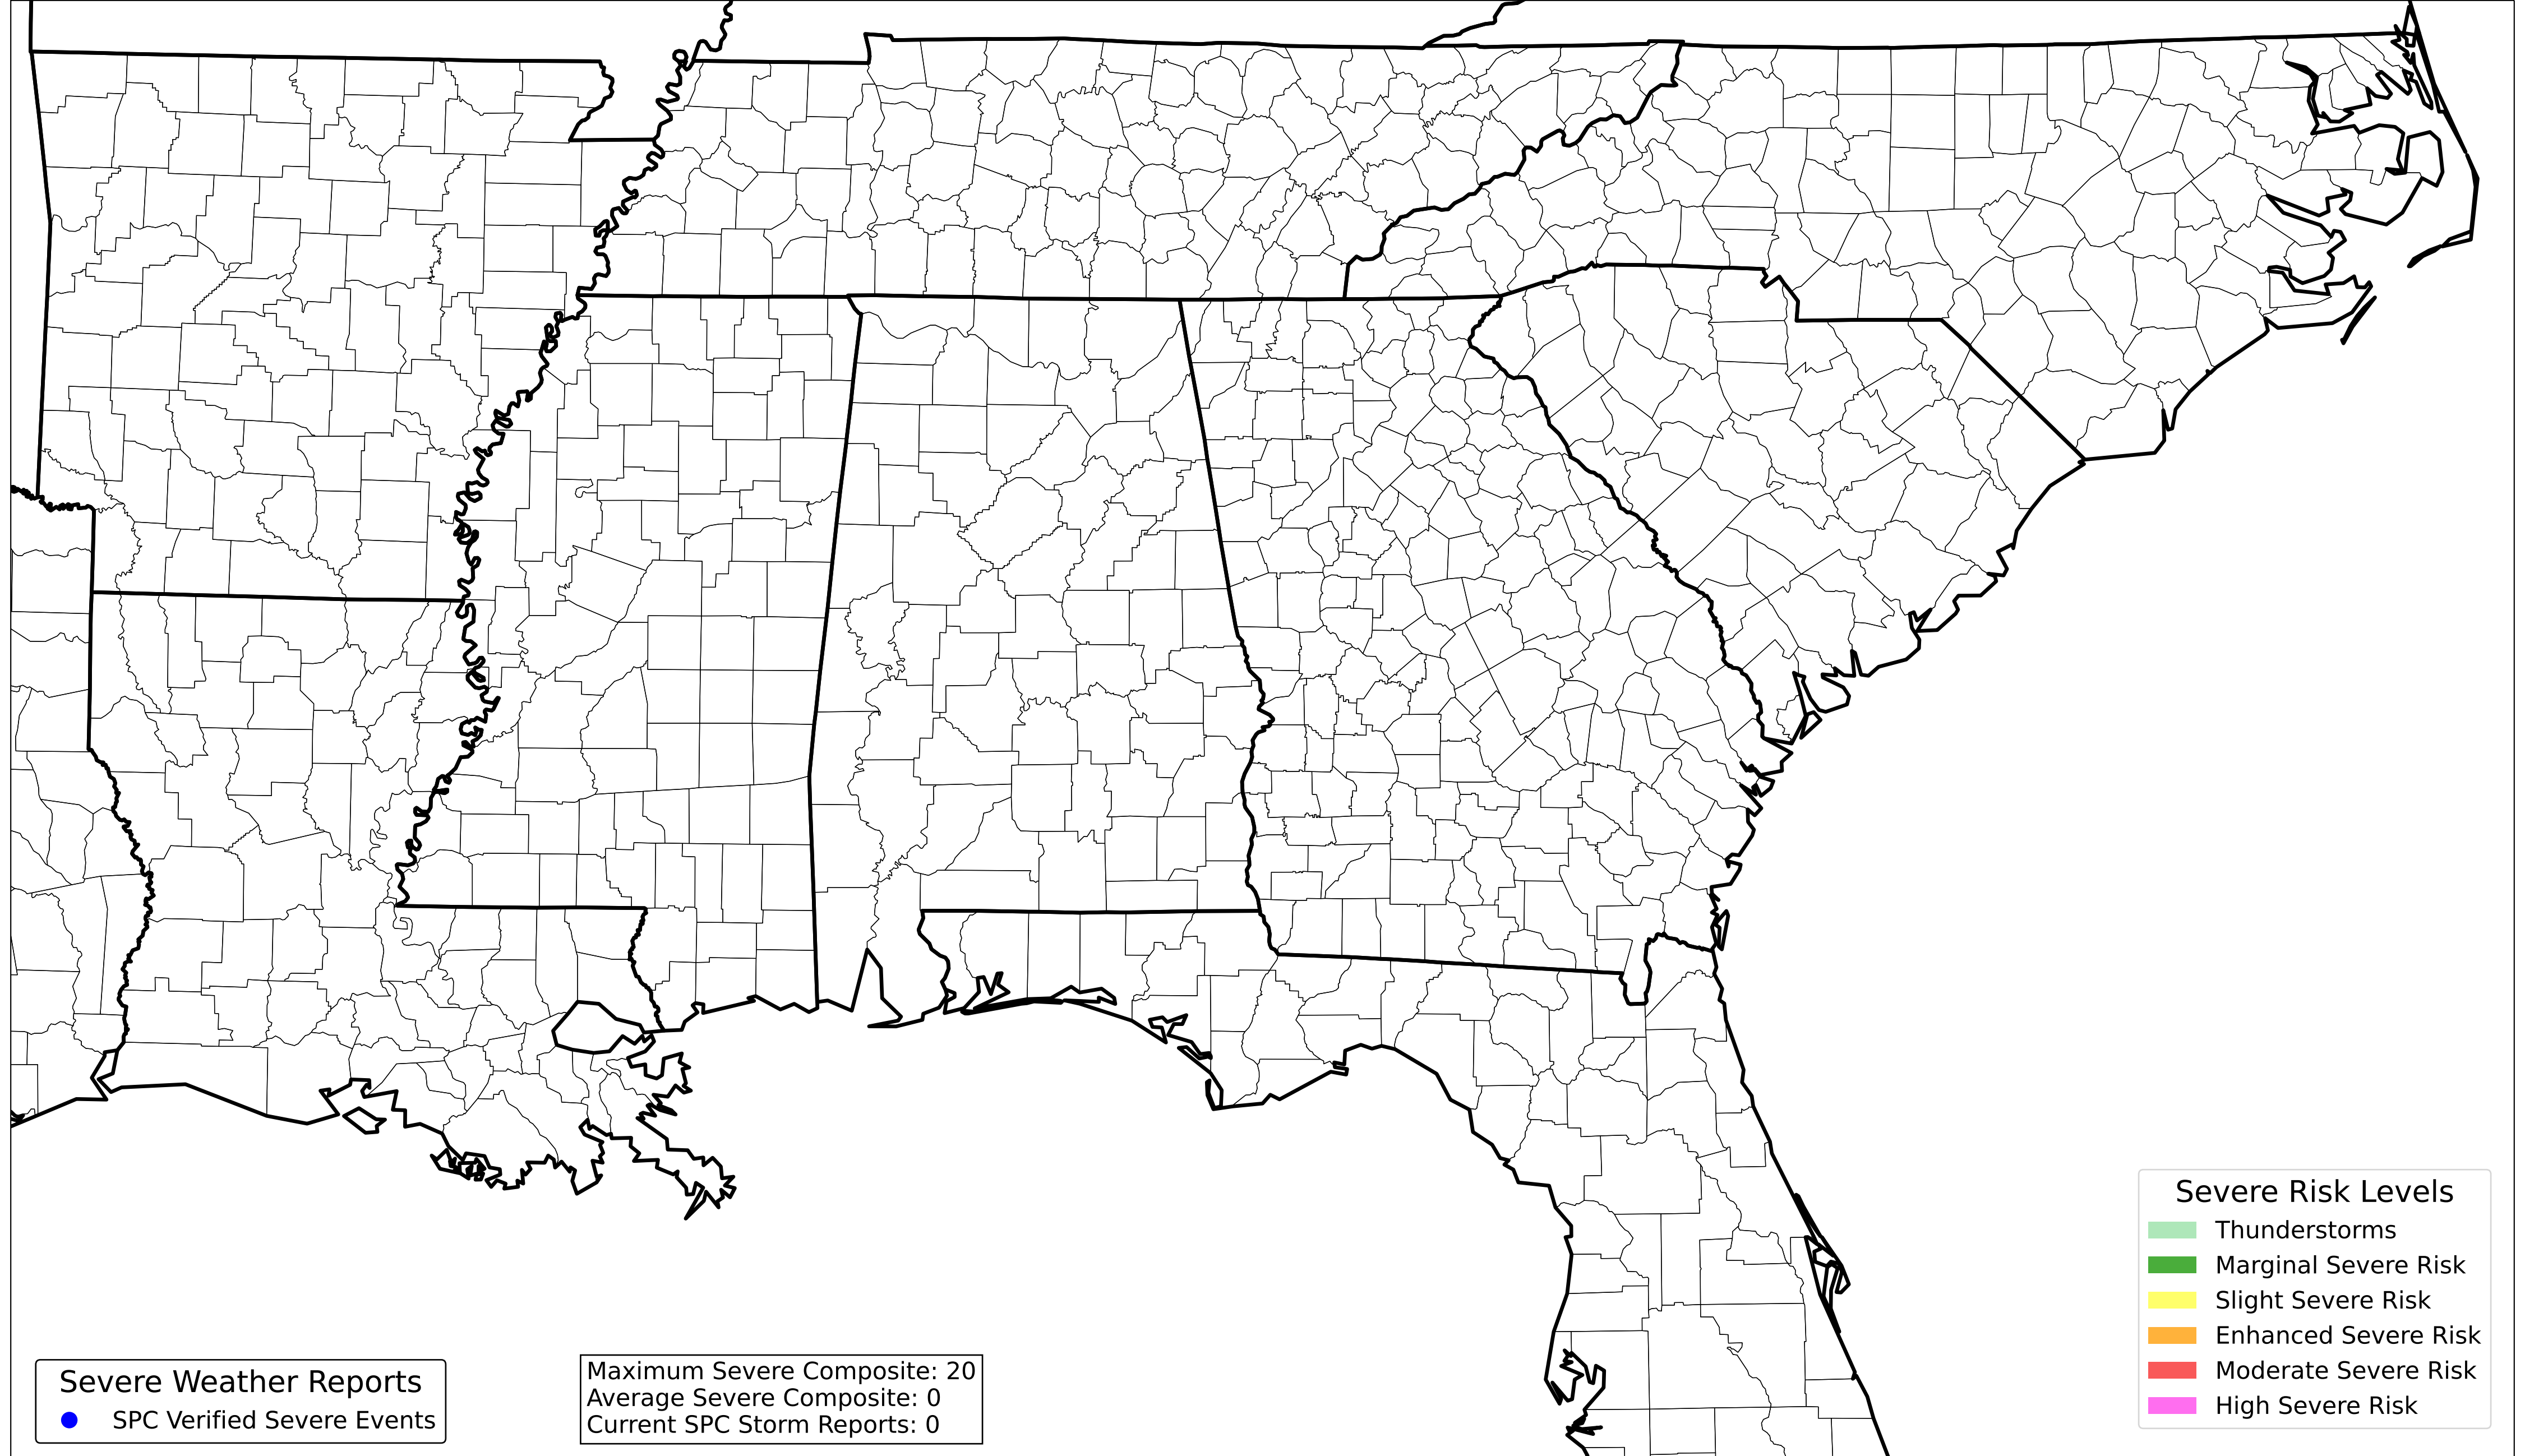 Severe Risk Levels
Thunderstorms
Marginal Severe Risk
Slight Severe Risk
Enhanced Severe Risk
Moderate Severe Risk
High Severe Risk
Severe Weather Reports
SPC Verified Severe Events
Maximum Severe Composite: 20
Average Severe Composite: 0
Current SPC Storm Reports: 0